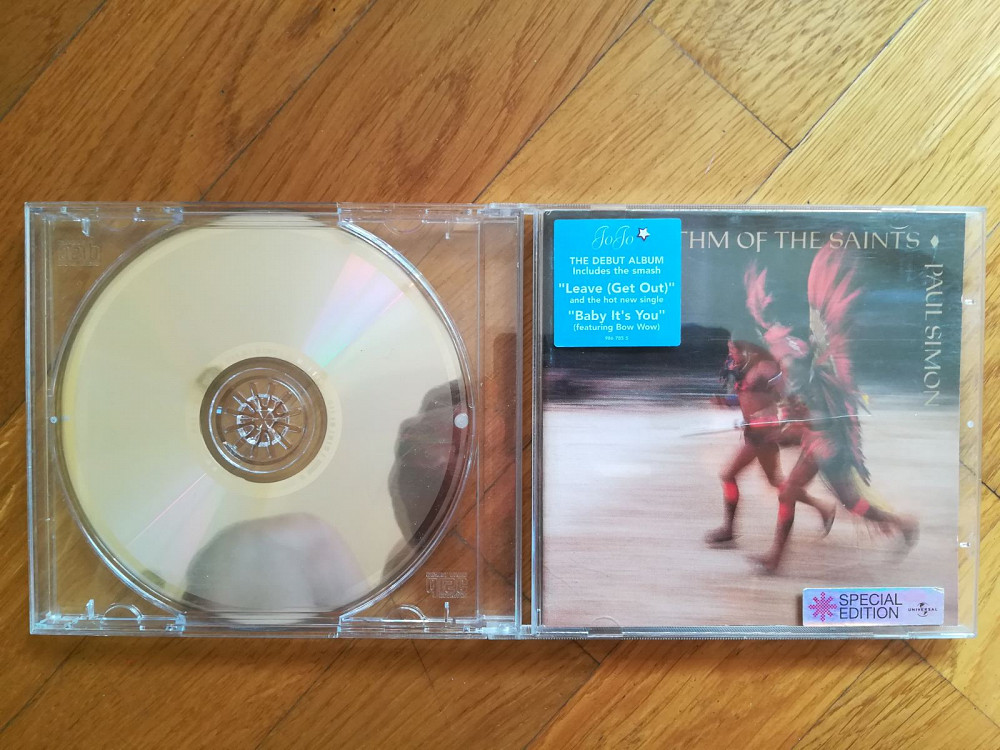 JoJo
THE DEBUT ALBUM
Includes the smash
"Leave (Get Out)"
and the hot new single
"Baby It's You"
(featuring Bow Wow)
THM OF THE SAINTS
PAUL SIMON
SPECIAL
EDITION
UNIVERSAL